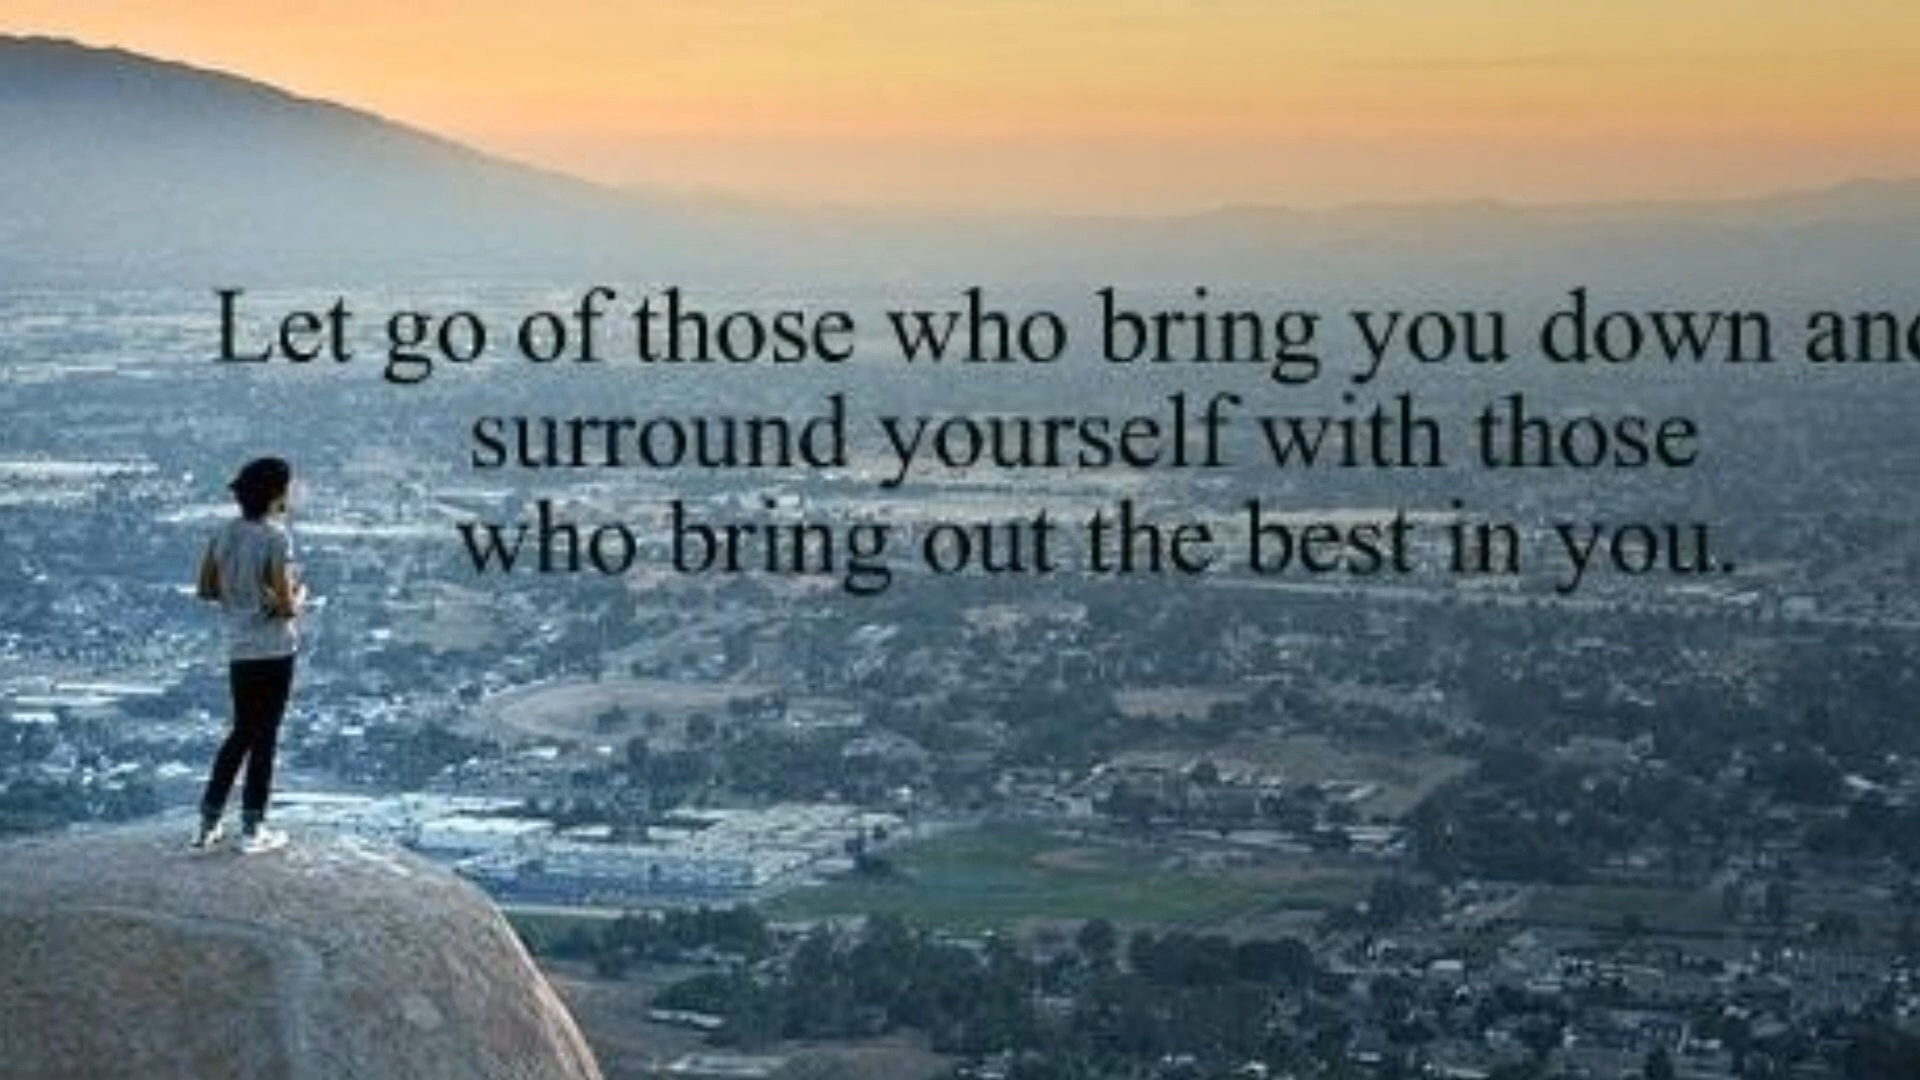 Let go of those who bring you down and
surround yourself with those
who bring out the best in you.